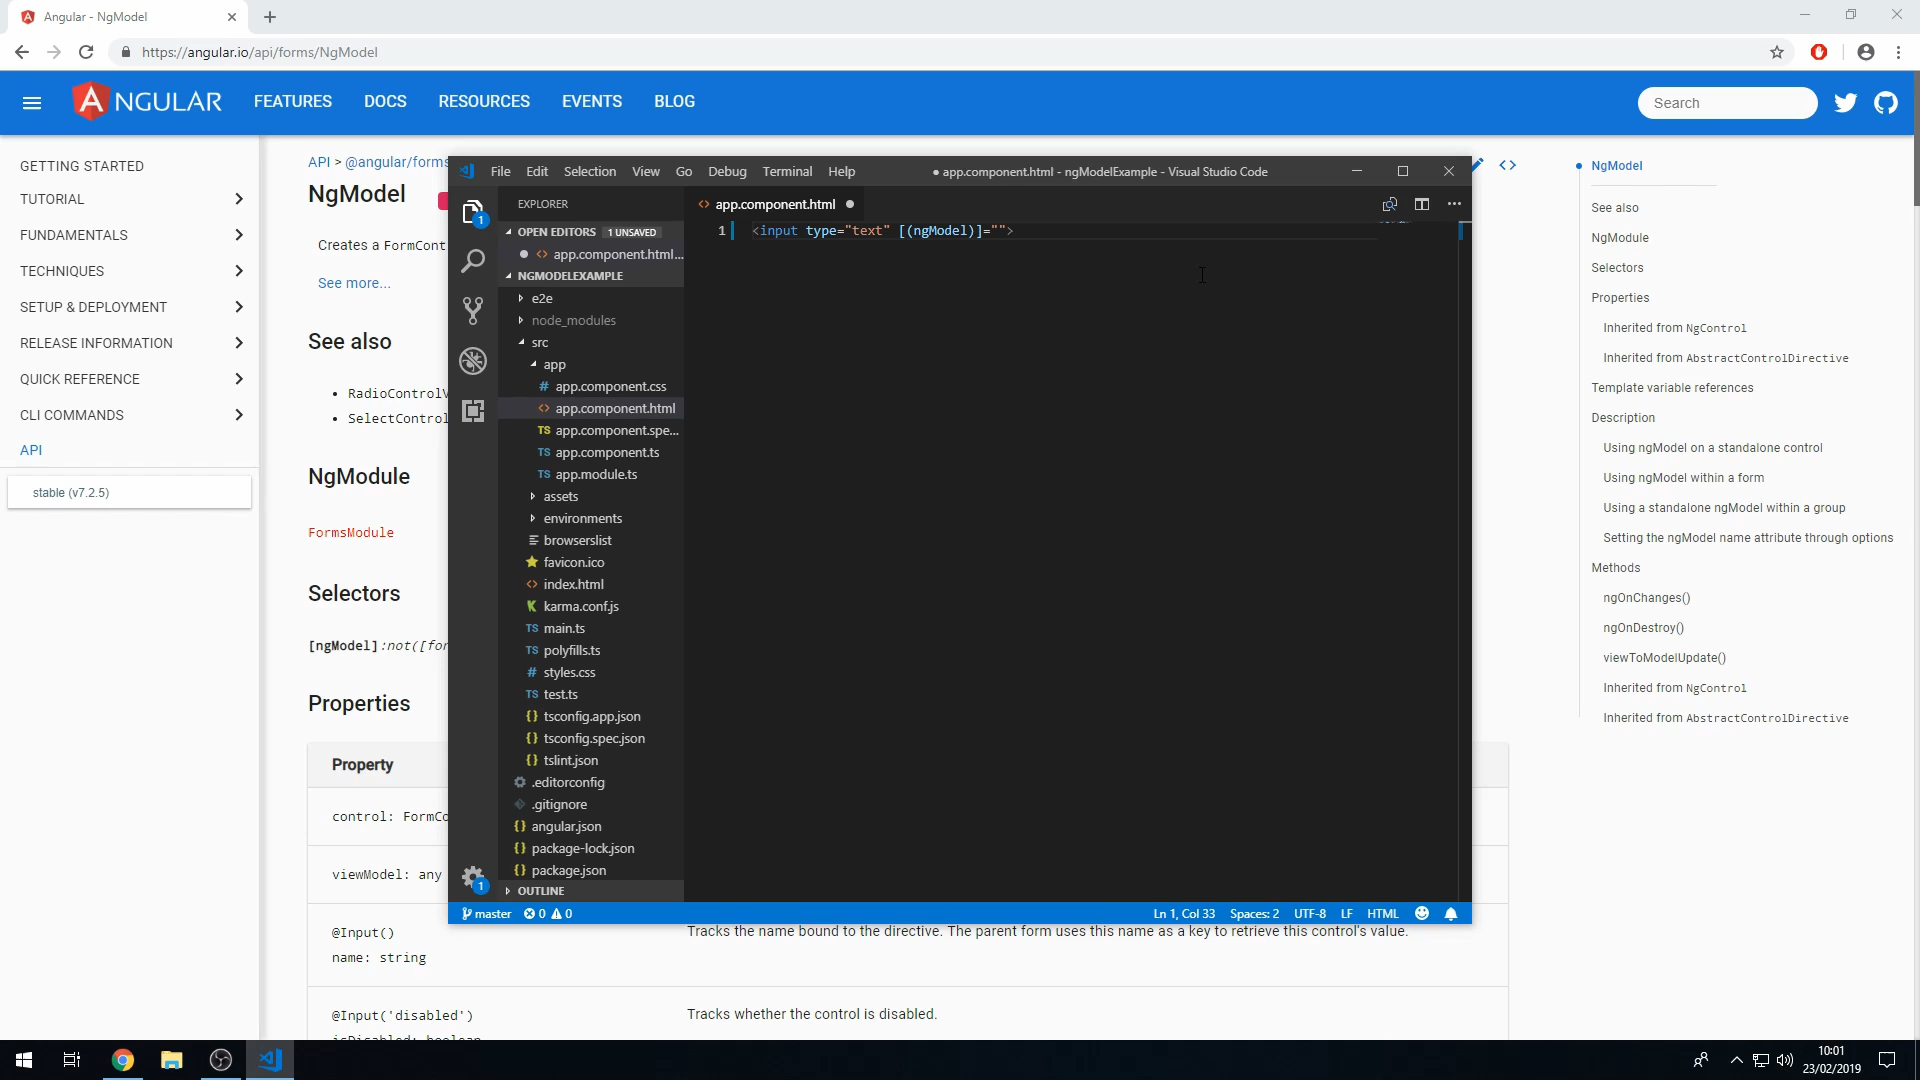 Angular - NgModel
https://angular.io/api/forms/NgModel
ANGULAR
FEATURES
DOCS
RESOURCES
EVENTS
BLOG
Search
GETTING STARTED
TUTORIAL
FUNDAMENTALS
TECHNIQUES
SETUP & DEPLOYMENT
RELEASE INFORMATION
QUICK REFERENCE
CLI COMMANDS
API
stable (v7.2.5)
API > @angular/forms
NgModel
Creates a FormCont
See more...
See also
RadioControlV
SelectControl
NgModule
FormsModule
Selectors
[ngModel]:not([for
Properties
Property
control: FormCo
viewModel: any
@Input()
name: string
Tracks the name bound to the directive. The parent form uses this name as a key to retrieve this control's value.
@Input('disabled')
isDisabled: boolean
Tracks whether the control is disabled.
File Edit Selection View Go Debug Terminal Help
● app.component.html - ngModelExample - Visual Studio Code
EXPLORER
OPEN EDITORS 1 UNSAVED
app.component.html...
NGMODELEXAMPLE
e2e
node_modules
src
app
# app.component.css
<> app.component.html
TS app.component.spe...
TS app.component.ts
TS app.module.ts
assets
environments
browserslist
favicon.ico
<> index.html
karma.conf.js
TS main.ts
TS polyfills.ts
# styles.css
TS test.ts
{} tsconfig.app.json
{} tsconfig.spec.json
{} tslint.json
.editorconfig
.gitignore
{} angular.json
{} package-lock.json
{} package.json
OUTLINE
1
1
<> app.component.html ●
1 <input type="text" [(ngModel)]="">
master 0 0
Ln 1, Col 33 Spaces: 2 UTF-8 LF HTML
NgModel
See also
NgModule
Selectors
Properties
Inherited from NgControl
Inherited from AbstractControlDirective
Template variable references
Description
Using ngModel on a standalone control
Using ngModel within a form
Using a standalone ngModel within a group
Setting the ngModel name attribute through options
Methods
ngOnChanges()
ngOnDestroy()
viewToModelUpdate()
Inherited from NgControl
Inherited from AbstractControlDirective
10:01
23/02/2019